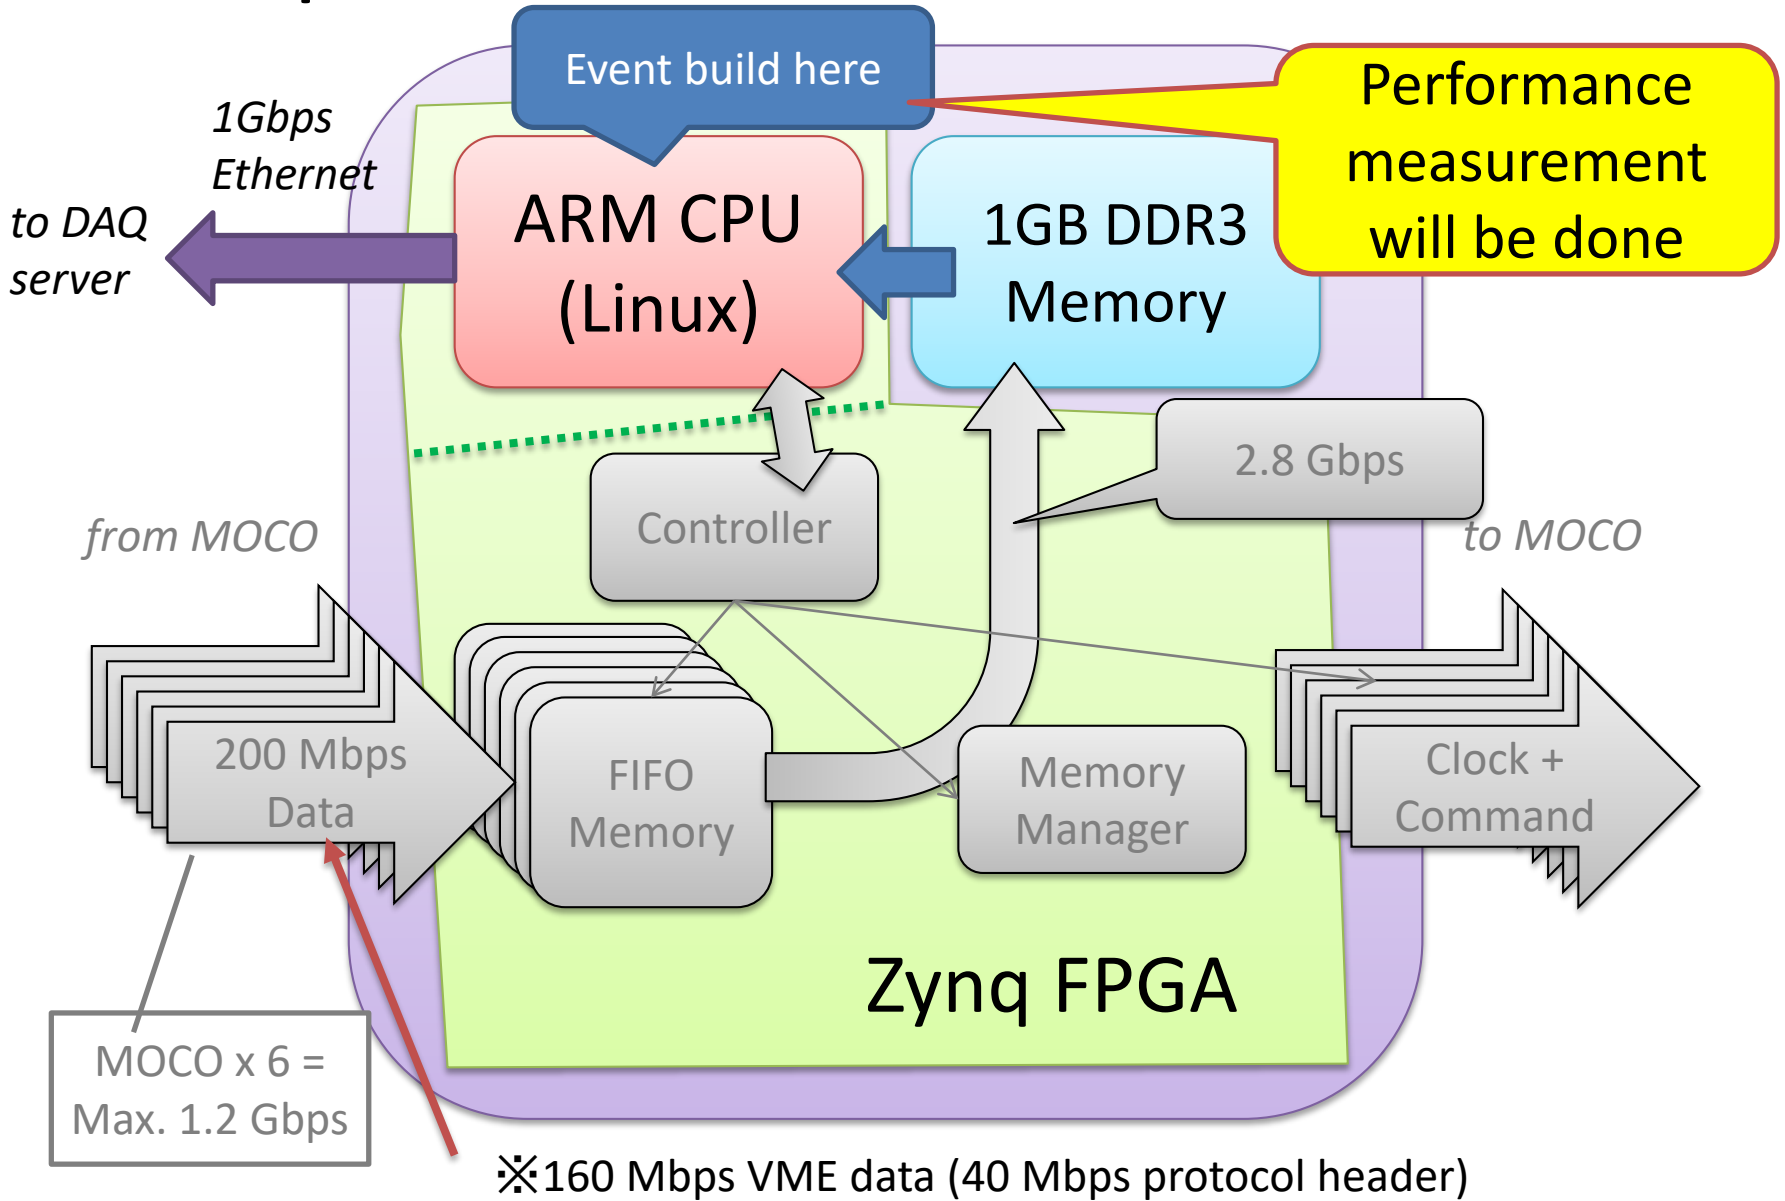 Event build here
Performance
measurement
will be done
1Gbps
Ethernet
to DAQ
server
ARM CPU
(Linux)
1GB DDR3
Memory
2.8 Gbps
Controller
from MOCO
to MOCO
200 Mbps
Data
FIFO
Memory
Memory
Manager
Clock +
Command
Zynq FPGA
MOCO x 6 =
Max. 1.2 Gbps
※160 Mbps VME data (40 Mbps protocol header)